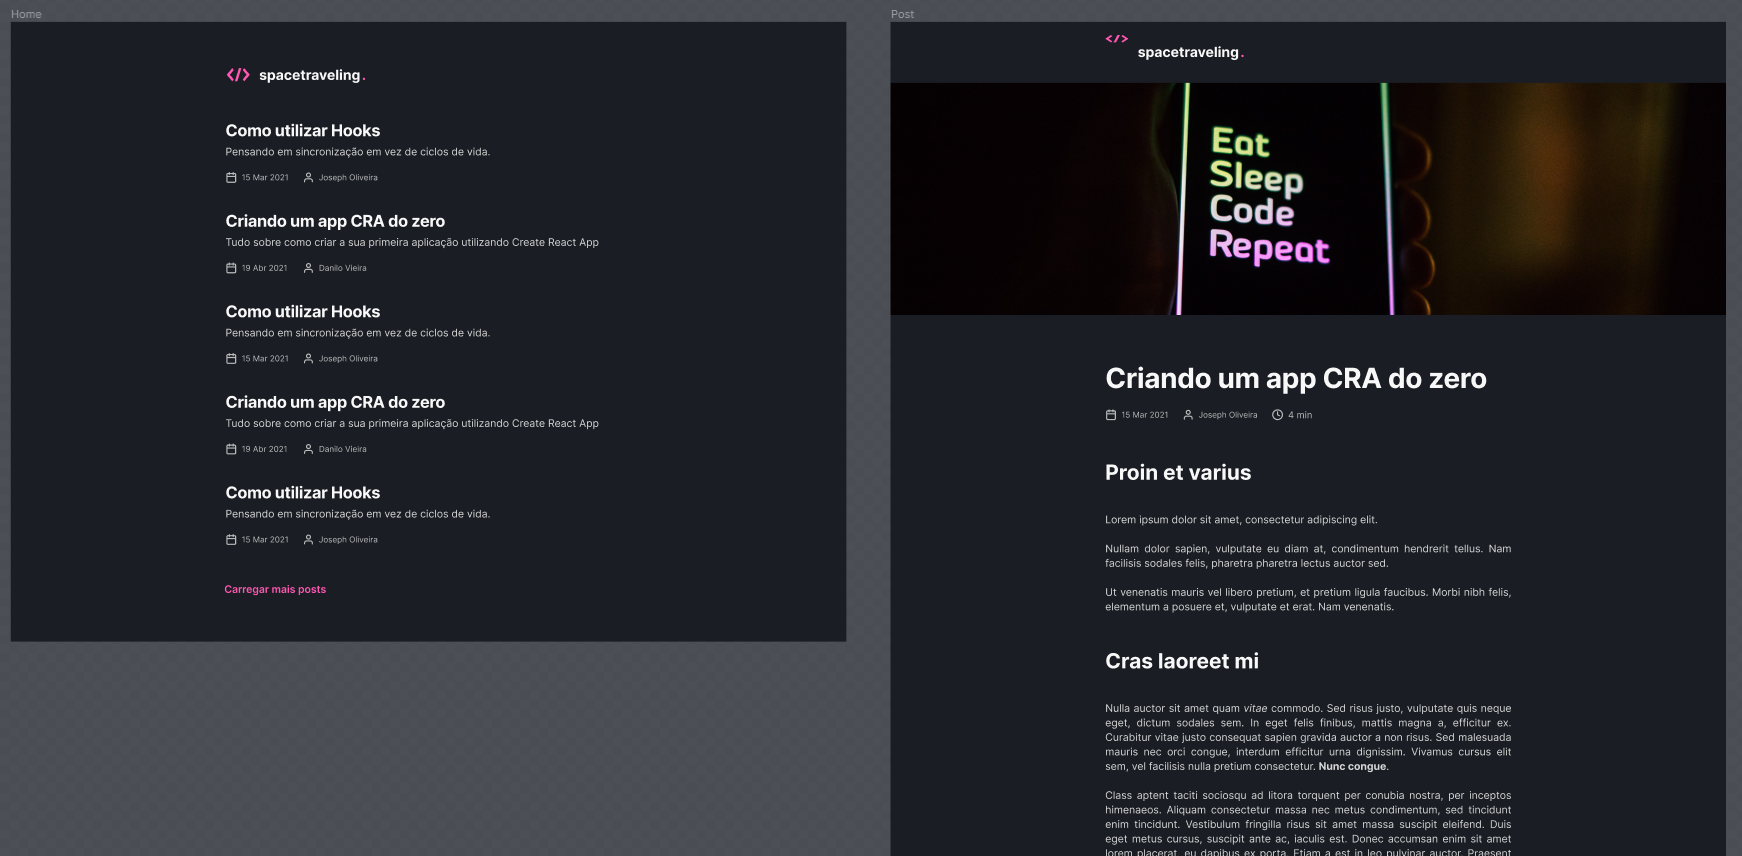 Home
</> spacetraveling.
Como utilizar Hooks
Pensando em sincronização em vez de ciclos de vida.
15 Mar 2021 Joseph Oliveira
Criando um app CRA do zero
Tudo sobre como criar a sua primeira aplicação utilizando Create React App
19 Abr 2021 Danilo Vieira
Como utilizar Hooks
Pensando em sincronização em vez de ciclos de vida.
15 Mar 2021 Joseph Oliveira
Criando um app CRA do zero
Tudo sobre como criar a sua primeira aplicação utilizando Create React App
19 Abr 2021 Danilo Vieira
Como utilizar Hooks
Pensando em sincronização em vez de ciclos de vida.
15 Mar 2021 Joseph Oliveira
Carregar mais posts
Post
</>
spacetraveling.
Eat
Sleep
Code
Repeat
Criando um app CRA do zero
15 Mar 2021 Joseph Oliveira 4 min
Proin et varius
Lorem ipsum dolor sit amet, consectetur adipiscing elit.
Nullam dolor sapien, vulputate eu diam at, condimentum hendrerit tellus. Nam
facilisis sodales felis, pharetra pharetra lectus auctor sed.
Ut venenatis mauris vel libero pretium, et pretium ligula faucibus. Morbi nibh felis,
elementum a posuere et, vulputate et erat. Nam venenatis.
Cras laoreet mi
Nulla auctor sit amet quam vitae commodo. Sed risus justo, vulputate quis neque
eget, dictum sodales sem. In eget felis finibus, mattis magna a, efficitur ex.
Curabitur vitae justo consequat sapien gravida auctor a non risus. Sed malesuada
mauris nec orci congue, interdum efficitur urna dignissim. Vivamus cursus elit
sem, vel facilisis nulla pretium consectetur. Nunc congue.
Class aptent taciti sociosqu ad litora torquent per conubia nostra, per inceptos
himenaeos. Aliquam consectetur massa nec metus condimentum, sed tincidunt
enim tincidunt. Vestibulum fringilla risus sit amet massa suscipit eleifend. Duis
eget metus cursus, suscipit ante ac, iaculis est. Donec accumsan enim sit amet
lorem placerat, eu dapibus ex porta. Etiam a est in leo pulvinar auctor. Praesent